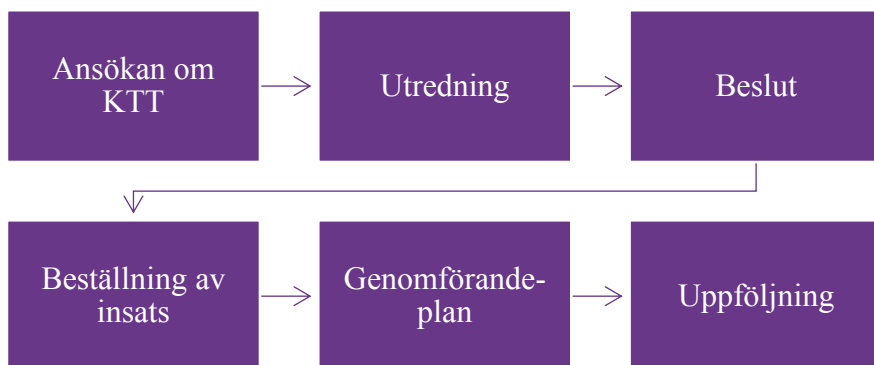 Ansökan om
KTT
Utredning
Beslut
Beställning av
insats
Genomförande-
plan
Uppföljning